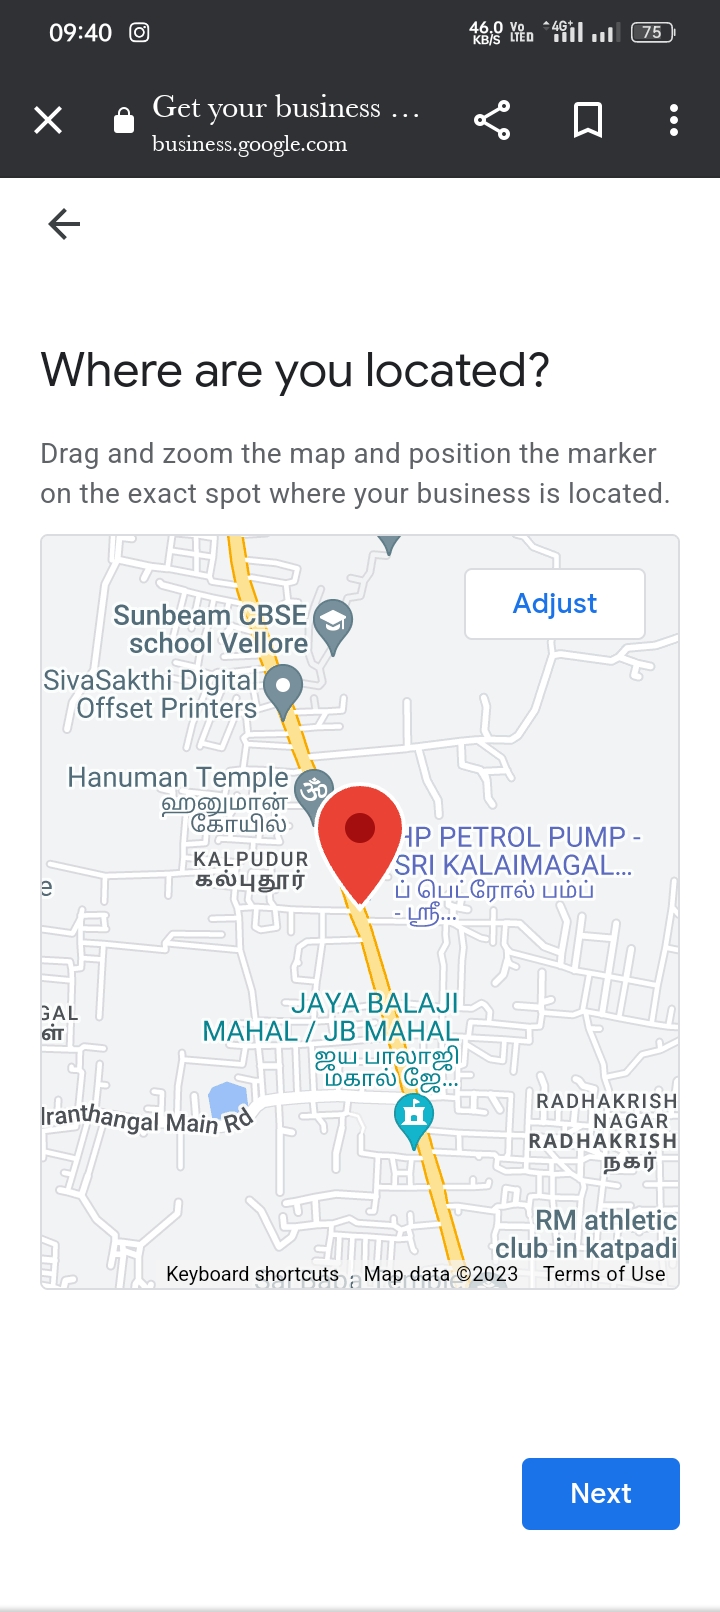 09:40
46.0 KB/S Vo LTED 4G+ 75
Get your business …
business.google.com
Where are you located?
Drag and zoom the map and position the marker
on the exact spot where your business is located.
Adjust
Sunbeam CBSE
school Vellore
SivaSakthi Digital
Offset Printers
Hanuman Temple
ஹனுமான்
கோயில்
HP PETROL PUMP -
SRI KALAIMAGAL...
ப் பெட்ரோல் பம்ப்
- ஸ்ரீ...
KALPUDUR
கல்புதூர்
e
GAL
ள்
JAYA BALAJI
MAHAL / JB MAHAL
ஜய பாலாஜி
மகால் ஜே...
RADHAKRISH
NAGAR
RADHAKRISH
நகர்
Iranthangal Main Rd
RM athletic
club in katpadi
Sai Baba Temple
Keyboard shortcuts
Map data ©2023
Terms of Use
Next